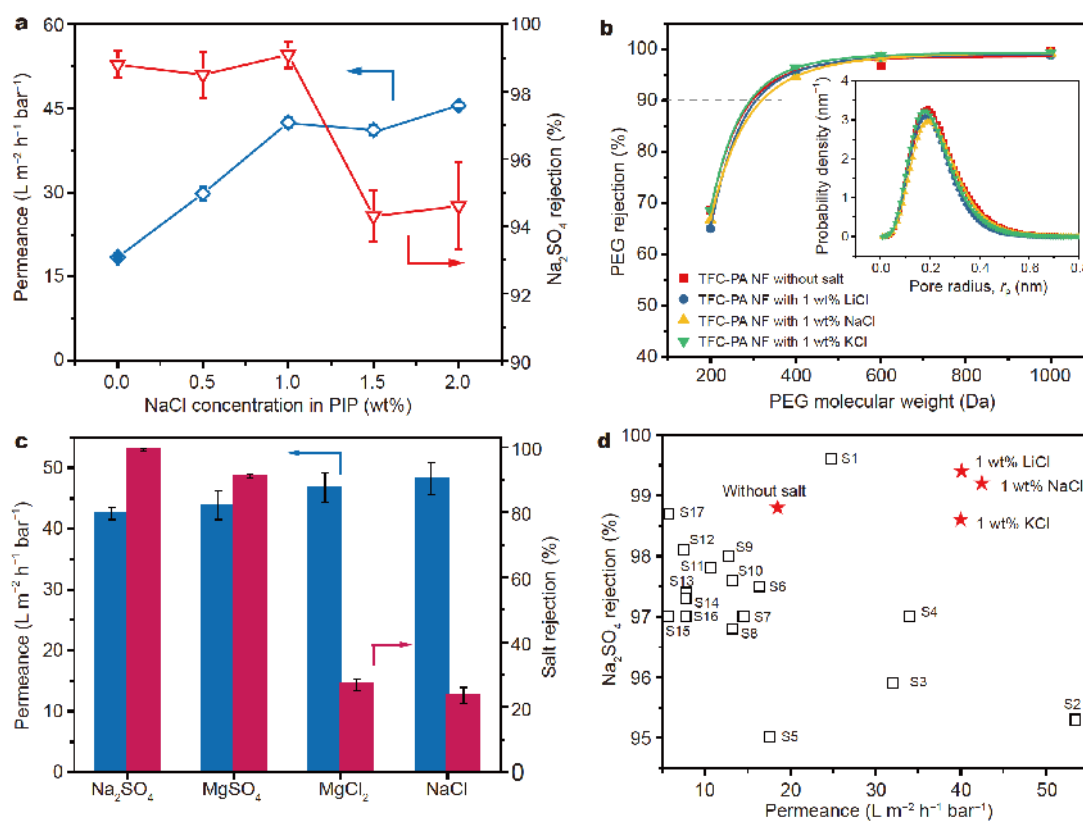 a
Permeance (L m⁻² h⁻¹ bar⁻¹)
60
45
30
15
0
100
99
98
97
96
95
94
93
92
91
90
Na₂SO₄ rejection (%)
0.0 0.5 1.0 1.5 2.0
NaCl concentration in PIP (wt%)
b
PEG rejection (%)
100
90
80
70
60
50
40
200 400 600 800 1000
PEG molecular weight (Da)
TFC-PA NF without salt
TFC-PA NF with 1 wt% LiCl
TFC-PA NF with 1 wt% NaCl
TFC-PA NF with 1 wt% KCl
Probability density (nm⁻¹)
4
3
2
1
0
0.0 0.2 0.4 0.6 0.8
Pore radius, rₚ (nm)
c
Permeance (L m⁻² h⁻¹ bar⁻¹)
50
40
30
20
10
0
100
80
60
40
20
0
Salt rejection (%)
Na₂SO₄ MgSO₄ MgCl₂ NaCl
d
Na₂SO₄ rejection (%)
100
99
98
97
96
95
S1
1 wt% LiCl
1 wt% NaCl
Without salt
1 wt% KCl
S17
S12
S9
S11
S10
S13
S6
S14
S4
S15
S16
S7
S8
S3
S2
S5
10 20 30 40 50
Permeance (L m⁻² h⁻¹ bar⁻¹)